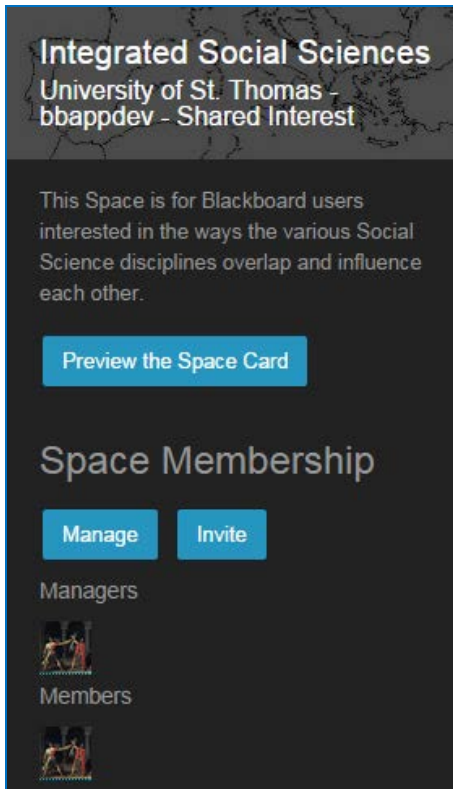 Integrated Social Sciences
University of St. Thomas -
bbappdev - Shared Interest
This Space is for Blackboard users
interested in the ways the various Social
Science disciplines overlap and influence
each other.
Preview the Space Card
Space Membership
Manage Invite
Managers
Members